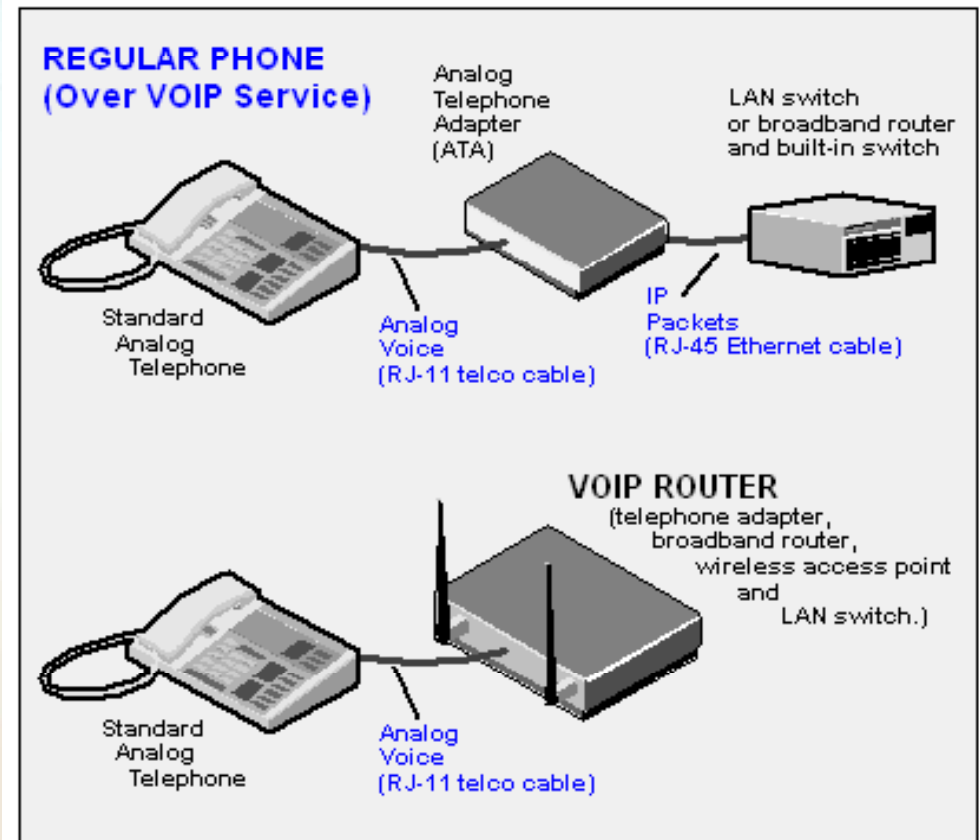 REGULAR PHONE
(Over VOIP Service)
Analog
Telephone
Adapter
(ATA)
LAN switch
or broadband router
and built-in switch
Standard
Analog
Telephone
Analog
Voice
(RJ-11 telco cable)
IP
Packets
(RJ-45 Ethernet cable)
VOIP ROUTER
(telephone adapter,
broadband router,
wireless access point
and
LAN switch.)
Standard
Analog
Telephone
Analog
Voice
(RJ-11 telco cable)